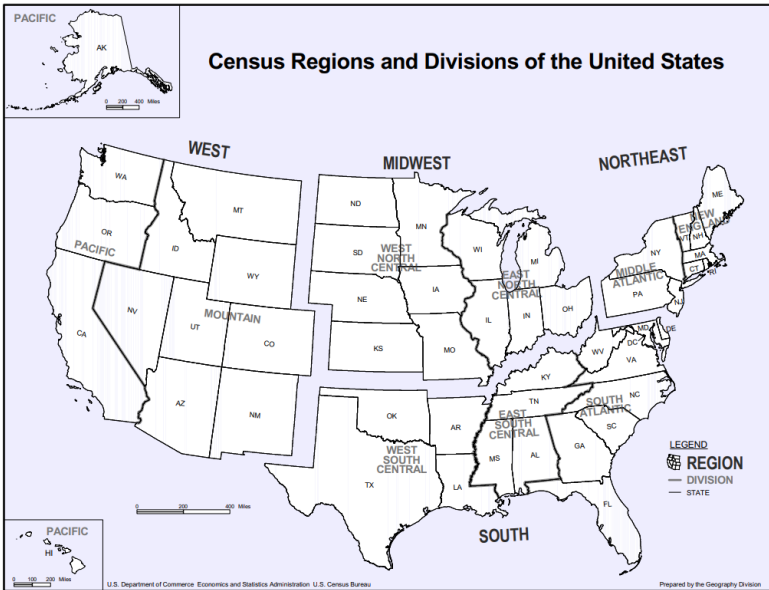 PACIFIC
AK
0 200 400 Miles
Census Regions and Divisions of the United States
WEST
MIDWEST
NORTHEAST
WA
MT
ND
MN
ME
OR
ID
SD
WI
MI
NY
VT
NH
NEW
ENGLAND
MA
CT
RI
PACIFIC
WY
WEST
NORTH
CENTRAL
EAST
NORTH
CENTRAL
MIDDLE
ATLANTIC
NE
IA
PA
NJ
NV
UT
MOUNTAIN
CO
IL
IN
OH
MD
DE
DC
CA
KS
MO
WV
VA
KY
AZ
NM
OK
AR
TN
NC
EAST
SOUTH
CENTRAL
SOUTH
ATLANTIC
SC
WEST
SOUTH
CENTRAL
MS
AL
GA
TX
LA
FL
LEGEND
REGION
DIVISION
STATE
0 200 400 Miles
SOUTH
PACIFIC
HI
0 100 200 Miles
U.S. Department of Commerce Economics and Statistics Administration U.S. Census Bureau
Prepared by the Geography Division